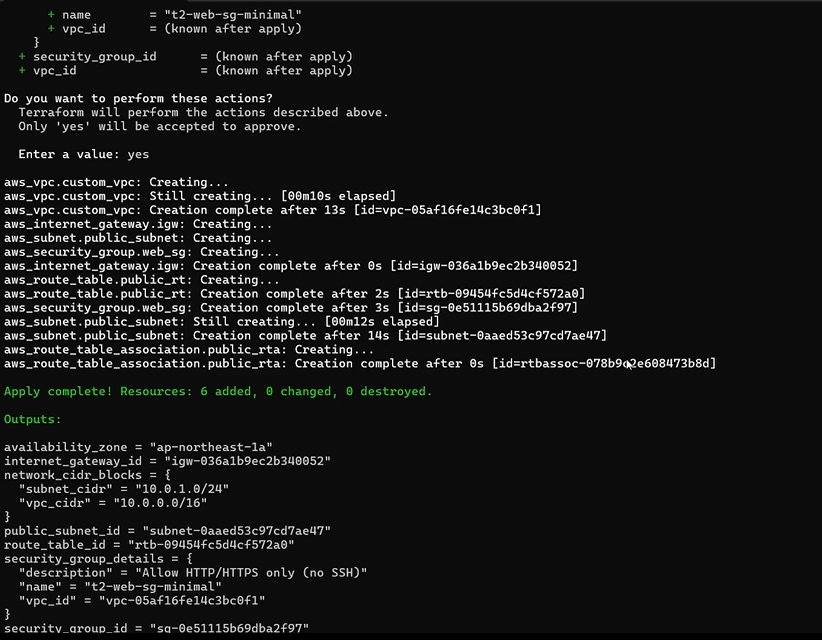 + name = "t2-web-sg-minimal"
+ vpc_id = (known after apply)
}
+ security_group_id = (known after apply)
+ vpc_id = (known after apply)
Do you want to perform these actions?
Terraform will perform the actions described above.
Only 'yes' will be accepted to approve.
Enter a value: yes
aws_vpc.custom_vpc: Creating...
aws_vpc.custom_vpc: Still creating... [00m10s elapsed]
aws_vpc.custom_vpc: Creation complete after 13s [id=vpc-05af16fe14c3bc0f1]
aws_internet_gateway.igw: Creating...
aws_subnet.public_subnet: Creating...
aws_security_group.web_sg: Creating...
aws_internet_gateway.igw: Creation complete after 0s [id=igw-036a1b9ec2b340052]
aws_route_table.public_rt: Creating...
aws_route_table.public_rt: Creation complete after 2s [id=rtb-09454fc5d4cf572a0]
aws_security_group.web_sg: Creation complete after 3s [id=sg-0e51115b69dba2f97]
aws_subnet.public_subnet: Still creating... [00m12s elapsed]
aws_subnet.public_subnet: Creation complete after 14s [id=subnet-0aaed53c97cd7ae47]
aws_route_table_association.public_rta: Creating...
aws_route_table_association.public_rta: Creation complete after 0s
Apply complete! Resources: 6 added, 0 changed, 0 destroyed.
Outputs:
availability_zone = "ap-northeast-1a"
internet_gateway_id = "igw-036a1b9ec2b340052"
network_cidr_blocks = {
"subnet_cidr" = "10.0.1.0/24"
"vpc_cidr" = "10.0.0.0/16"
}
public_subnet_id = "subnet-0aaed53c97cd7ae47"
route_table_id = "rtb-09454fc5d4cf572a0"
security_group_details = {
"description" = "Allow HTTP/HTTPS only (no SSH)"
"name" = "t2-web-sg-minimal"
"vpc_id" = "vpc-05af16fe14c3bc0f1"
}
security_group_id = "sg-0e51115b69dba2f97"